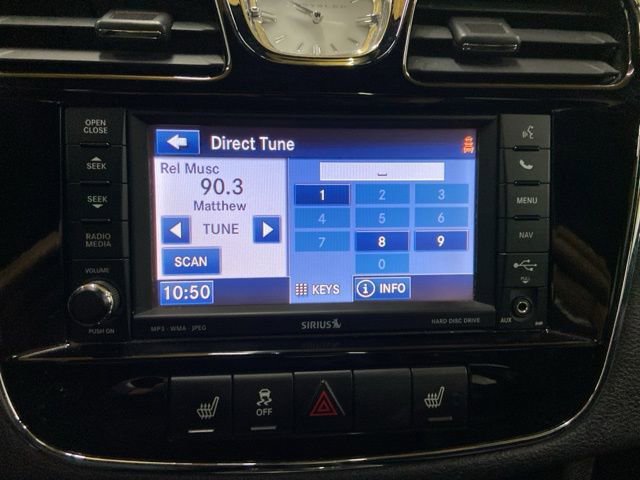 CHRYSLER
OPEN
CLOSE
SEEK
SEEK
RADIO
MEDIA
VOLUME
PUSH ON
Direct Tune
Rel Musc
90.3
Matthew
TUNE
SCAN
10:50
1 2 3
4 5 6
7 8 9
0
KEYS
INFO
MENU
NAV
PULL
AUX
MP3 · WMA · JPEG
SIRIUS
HARD DISC DRIVE
OFF